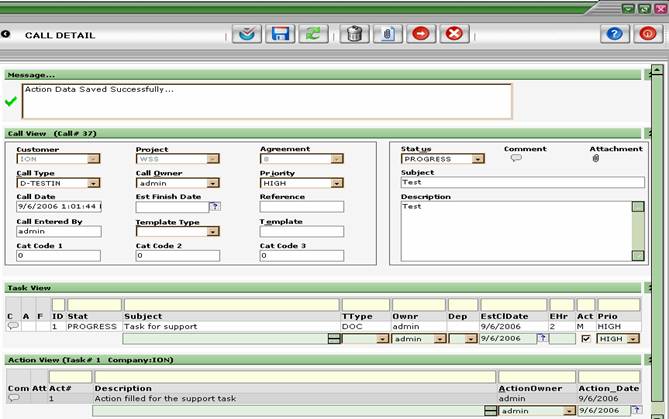 CALL DETAIL
Message...
Action Data Saved Successfully...
Call View (Call# 37)
Customer Project Agreement Status Comment Attachment
ION WSS 8 PROGRESS
Call Type Call Owner Priority Subject
D-TESTIN admin HIGH Test
Call Date Est Finish Date Reference Description
9/6/2006 1:01:44 Test
Call Entered By Template Type Template
admin
Cat Code 1 Cat Code 2 Cat Code 3
0 0 0
Task View
C A F ID Stat Subject TType Ownr Dep EstClDate EHr Act Prio
1 PROGRESS Task for support DOC admin 9/6/2006 2 M HIGH
admin 9/6/2006 HIGH
Action View (Task# 1 Company:ION)
Com Att Act# Description ActionOwner Action_Date
1 Action filled for the support task admin 9/6/2006
admin 9/6/2006